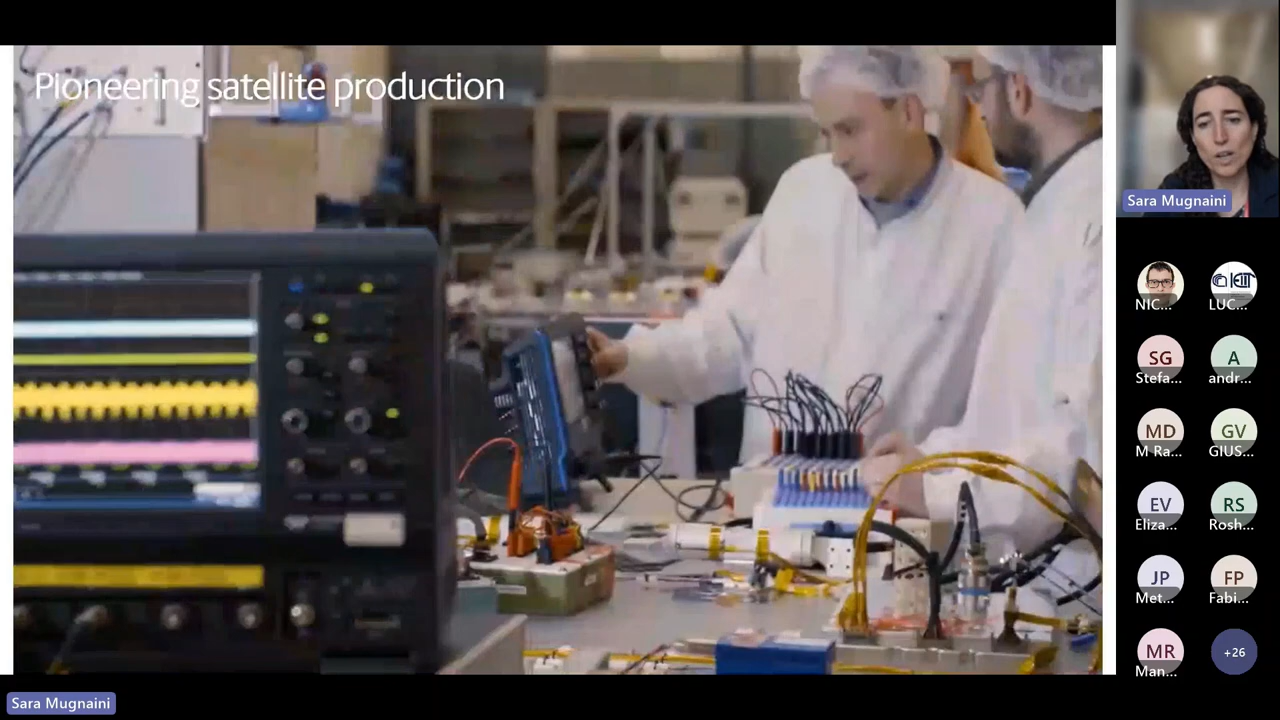 Pioneering satellite production
Sara Mugnaini
NIC...
LUC...
SG
Stefa...
A
andr...
MD
M Ra...
GV
GIUS...
EV
Eliza...
RS
Rosh...
JP
Met...
FP
Fabi...
MR
Man...
+26
Sara Mugnaini